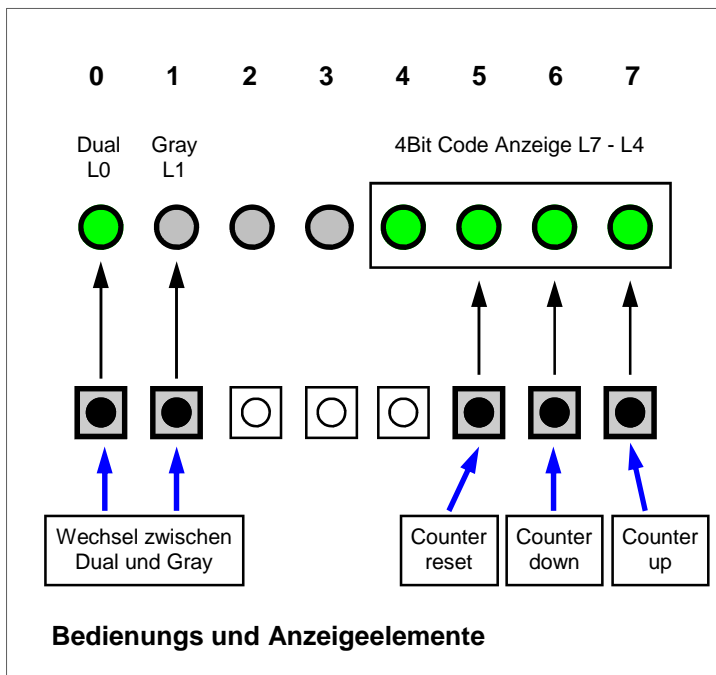 0 1 2 3 4 5 6 7
Dual Gray 4Bit Code Anzeige L7 - L4
L0 L1
Wechsel zwischen
Dual und Gray
Counter
reset
Counter
down
Counter
up
Bedienungs und Anzeigeelemente